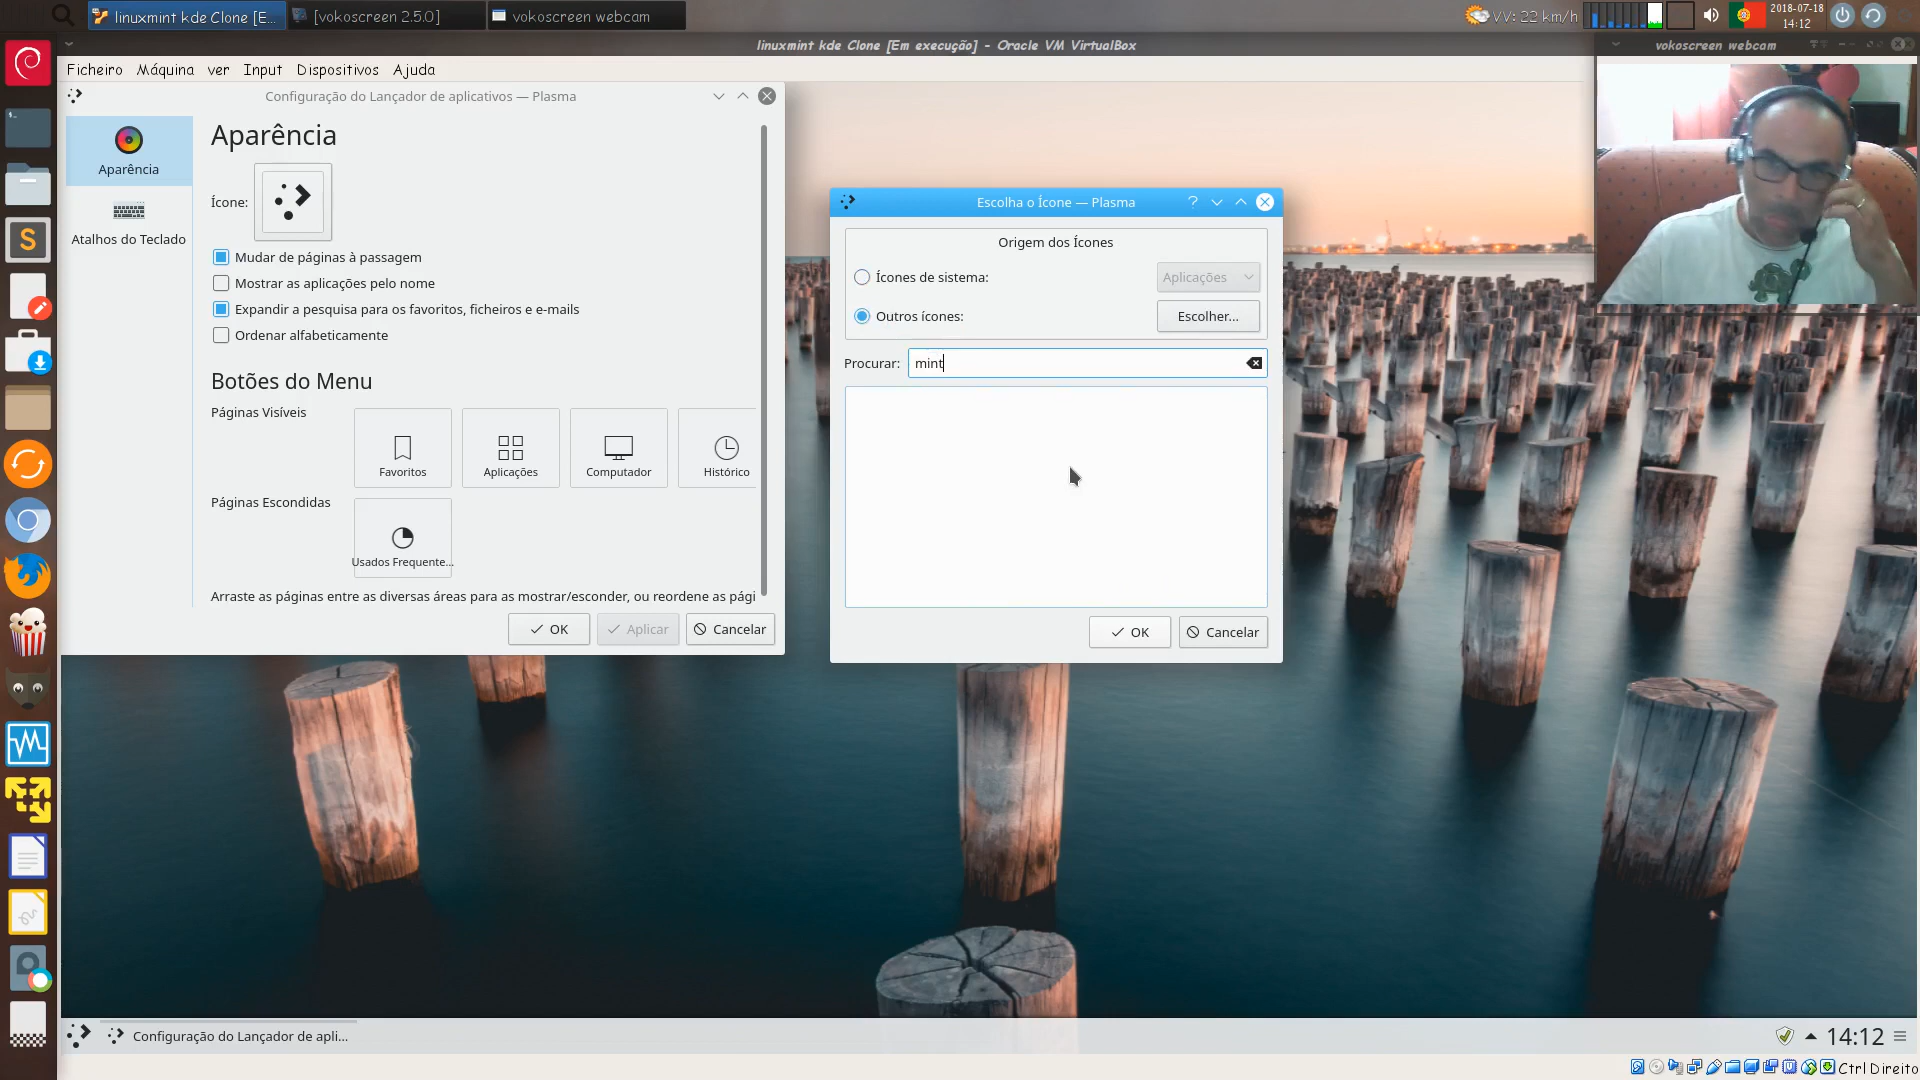 linuxmint kde Clone [E...
[vokoscreen 2.5.0]
vokoscreen webcam
VV: 22 km/h
2018-07-18
14:12
linuxmint kde Clone [Em execução] - Oracle VM VirtualBox
vokoscreen webcam
Ficheiro Máquina ver Input Dispositivos Ajuda
Configuração do Lançador de aplicativos — Plasma
Aparência
Atalhos do Teclado
Aparência
Ícone:
Mudar de páginas à passagem
Mostrar as aplicações pelo nome
Expandir a pesquisa para os favoritos, ficheiros e e-mails
Ordenar alfabeticamente
Botões do Menu
Páginas Visíveis
Favoritos
Aplicações
Computador
Histórico
Páginas Escondidas
Usados Frequente...
Arraste as páginas entre as diversas áreas para as mostrar/esconder, ou reordene as pági
OK
Aplicar
Cancelar
Escolha o Ícone — Plasma
?
Origem dos Ícones
Ícones de sistema:
Aplicações
Outros ícones:
Escolher...
Procurar:
mint
OK
Cancelar
S
Configuração do Lançador de apli...
14:12
Ctrl Direito